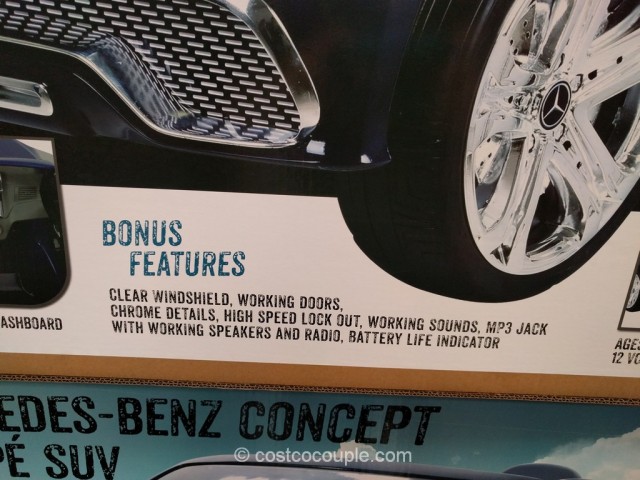 BONUS
FEATURES
CLEAR WINDSHIELD, WORKING DOORS,
CHROME DETAILS, HIGH SPEED LOCK OUT, WORKING SOUNDS, MP3 JACK
WITH WORKING SPEAKERS AND RADIO, BATTERY LIFE INDICATOR
ASHBOARD
AGES
12 VO
EDES-BENZ CONCEPT
PÉ SUV
© costcocouple.com